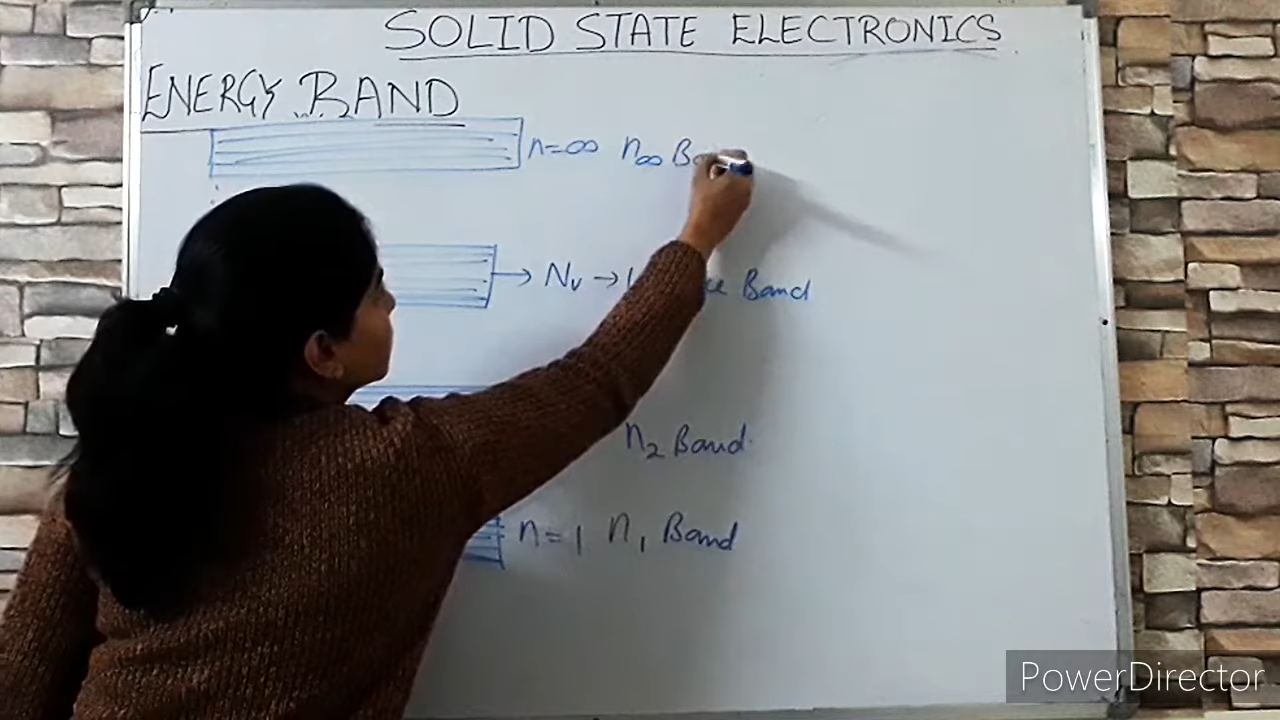 SOLID STATE ELECTRONICS
ENERGY BAND
n=∞ n∞
→ Nv → Band
n2 Band
n=1 n1 Band
PowerDirector